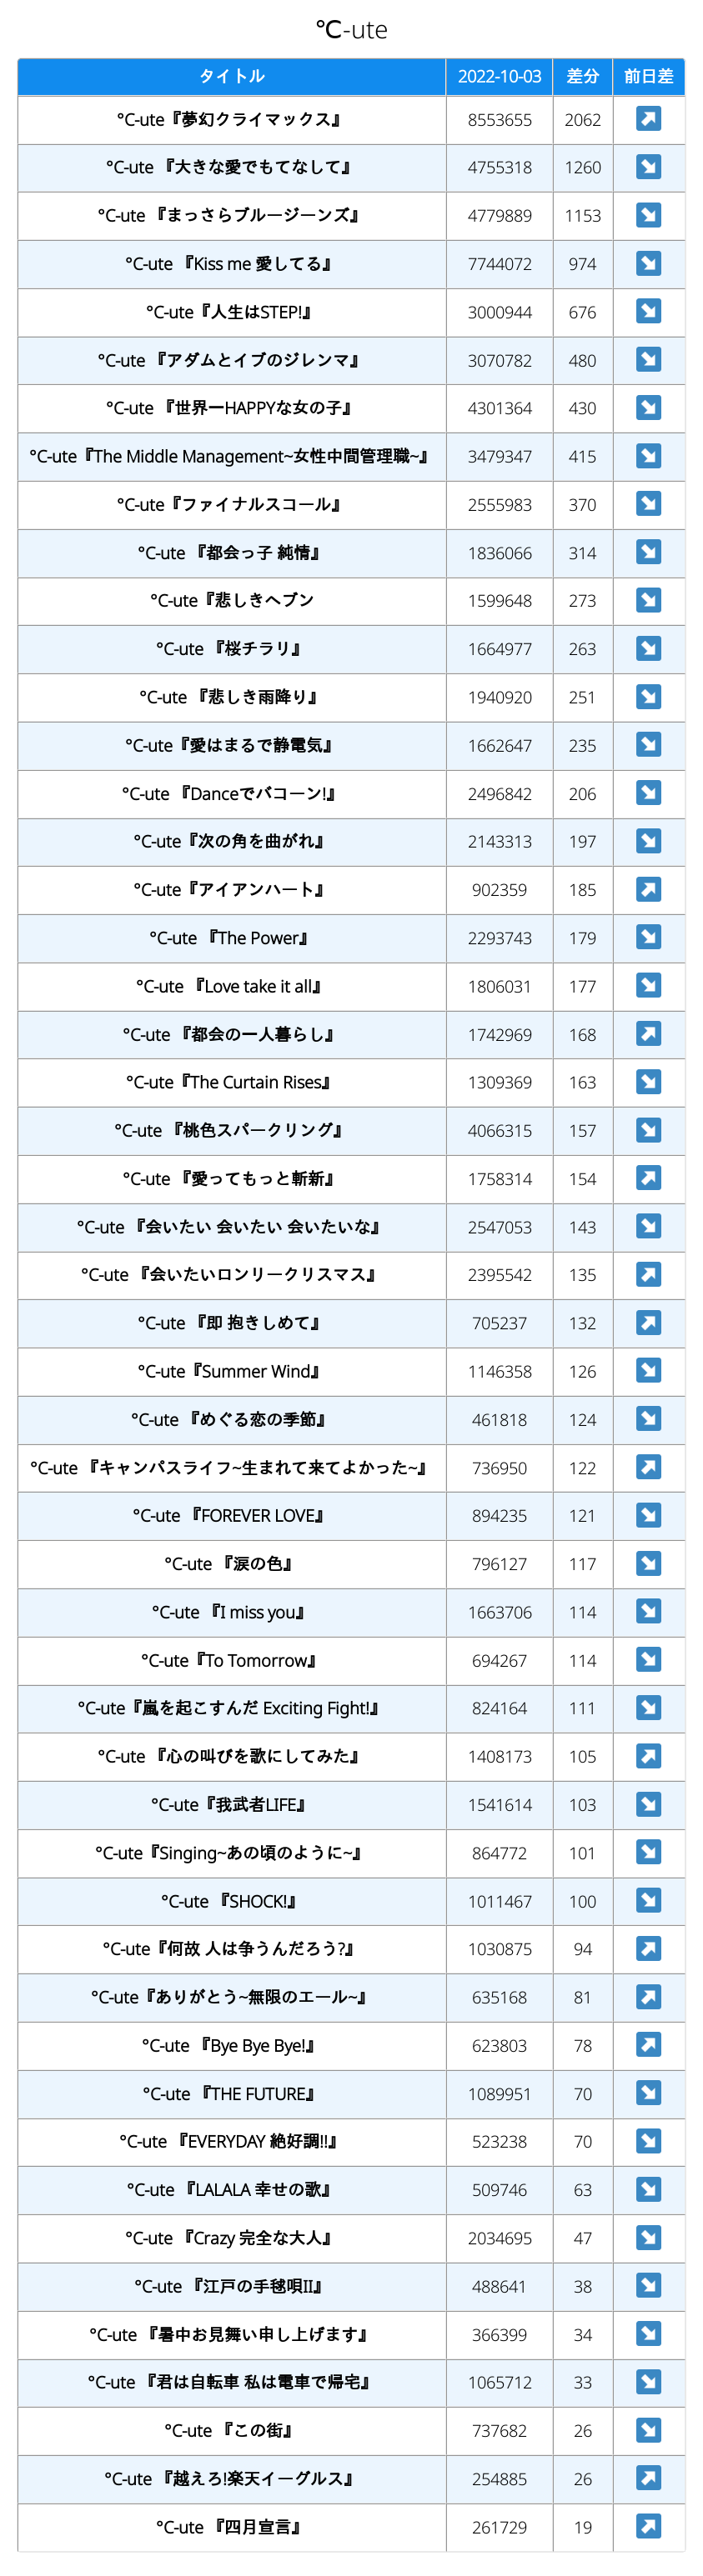 ℃-ute
タイトル 2022-10-03 差分 前日差
°C-ute『夢幻クライマックス』 8553655 2062 ↗
°C-ute 『大きな愛でもてなして』 4755318 1260 ↘
°C-ute 『まっさらブルージーンズ』 4779889 1153 ↘
°C-ute 『Kiss me 愛してる』 7744072 974 ↘
°C-ute『人生はSTEP!』 3000944 676 ↘
°C-ute 『アダムとイブのジレンマ』 3070782 480 ↘
°C-ute 『世界一HAPPYな女の子』 4301364 430 ↘
°C-ute『The Middle Management~女性中間管理職~』 3479347 415 ↘
°C-ute『ファイナルスコール』 2555983 370 ↘
°C-ute 『都会っ子 純情』 1836066 314 ↘
°C-ute『悲しきヘブン 1599648 273 ↘
°C-ute 『桜チラリ』 1664977 263 ↘
°C-ute 『悲しき雨降り』 1940920 251 ↘
°C-ute『愛はまるで静電気』 1662647 235 ↘
°C-ute 『Danceでバコーン!』 2496842 206 ↘
°C-ute『次の角を曲がれ』 2143313 197 ↘
°C-ute『アイアンハート』 902359 185 ↗
°C-ute 『The Power』 2293743 179 ↘
°C-ute 『Love take it all』 1806031 177 ↘
°C-ute 『都会の一人暮らし』 1742969 168 ↗
°C-ute『The Curtain Rises』 1309369 163 ↘
°C-ute 『桃色スパークリング』 4066315 157 ↘
°C-ute 『愛ってもっと斬新』 1758314 154 ↗
°C-ute 『会いたい 会いたい 会いたいな』 2547053 143 ↘
°C-ute 『会いたいロンリークリスマス』 2395542 135 ↗
°C-ute 『即 抱きしめて』 705237 132 ↗
°C-ute『Summer Wind』 1146358 126 ↘
°C-ute 『めぐる恋の季節』 461818 124 ↘
°C-ute 『キャンパスライフ~生まれて来てよかった~』 736950 122 ↗
°C-ute 『FOREVER LOVE』 894235 121 ↘
°C-ute 『涙の色』 796127 117 ↘
°C-ute 『I miss you』 1663706 114 ↘
°C-ute『To Tomorrow』 694267 114 ↘
°C-ute『嵐を起こすんだ Exciting Fight!』 824164 111 ↘
°C-ute 『心の叫びを歌にしてみた』 1408173 105 ↗
°C-ute『我武者LIFE』 1541614 103 ↘
°C-ute『Singing~あの頃のように~』 864772 101 ↘
°C-ute 『SHOCK!』 1011467 100 ↘
°C-ute『何故 人は争うんだろう?』 1030875 94 ↗
°C-ute『ありがとう~無限のエール~』 635168 81 ↗
°C-ute 『Bye Bye Bye!』 623803 78 ↗
°C-ute 『THE FUTURE』 1089951 70 ↘
°C-ute 『EVERYDAY 絶好調!!』 523238 70 ↘
°C-ute 『LALALA 幸せの歌』 509746 63 ↘
°C-ute 『Crazy 完全な大人』 2034695 47 ↘
°C-ute 『江戸の手毬唄II』 488641 38 ↘
°C-ute 『暑中お見舞い申し上げます』 366399 34 ↘
°C-ute 『君は自転車 私は電車で帰宅』 1065712 33 ↘
°C-ute 『この街』 737682 26 ↘
°C-ute 『越えろ!楽天イーグルス』 254885 26 ↗
°C-ute 『四月宣言』 261729 19 ↗